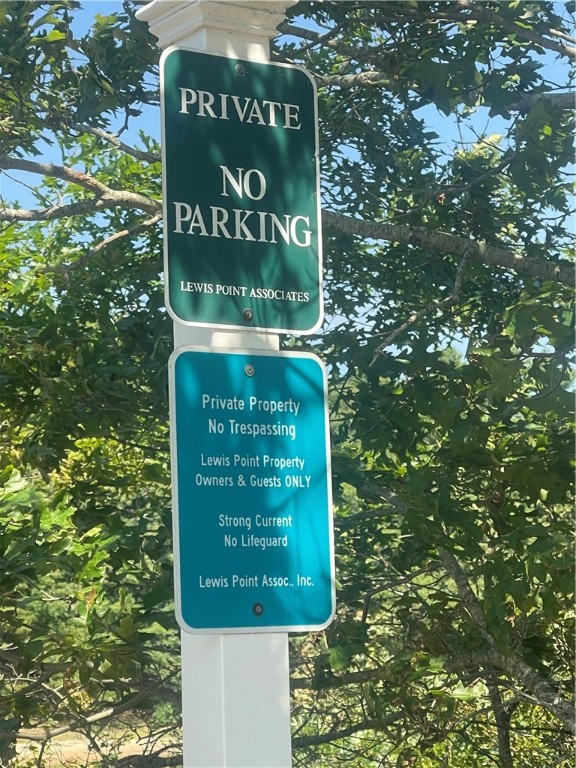 PRIVATE
NO
PARKING
LEWIS POINT ASSOCIATES
Private Property
No Trespassing
Lewis Point Property
Owners & Guests ONLY
Strong Current
No Lifeguard
Lewis Point Assoc., Inc.